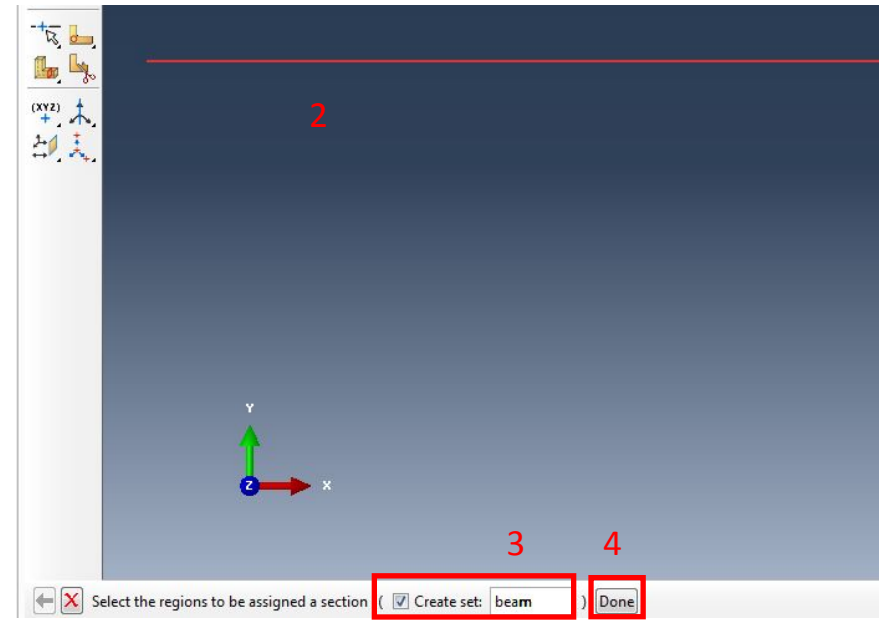 (XYZ)
2
Y
Z X
3 4
Select the regions to be assigned a section ( Create set: beam ) Done